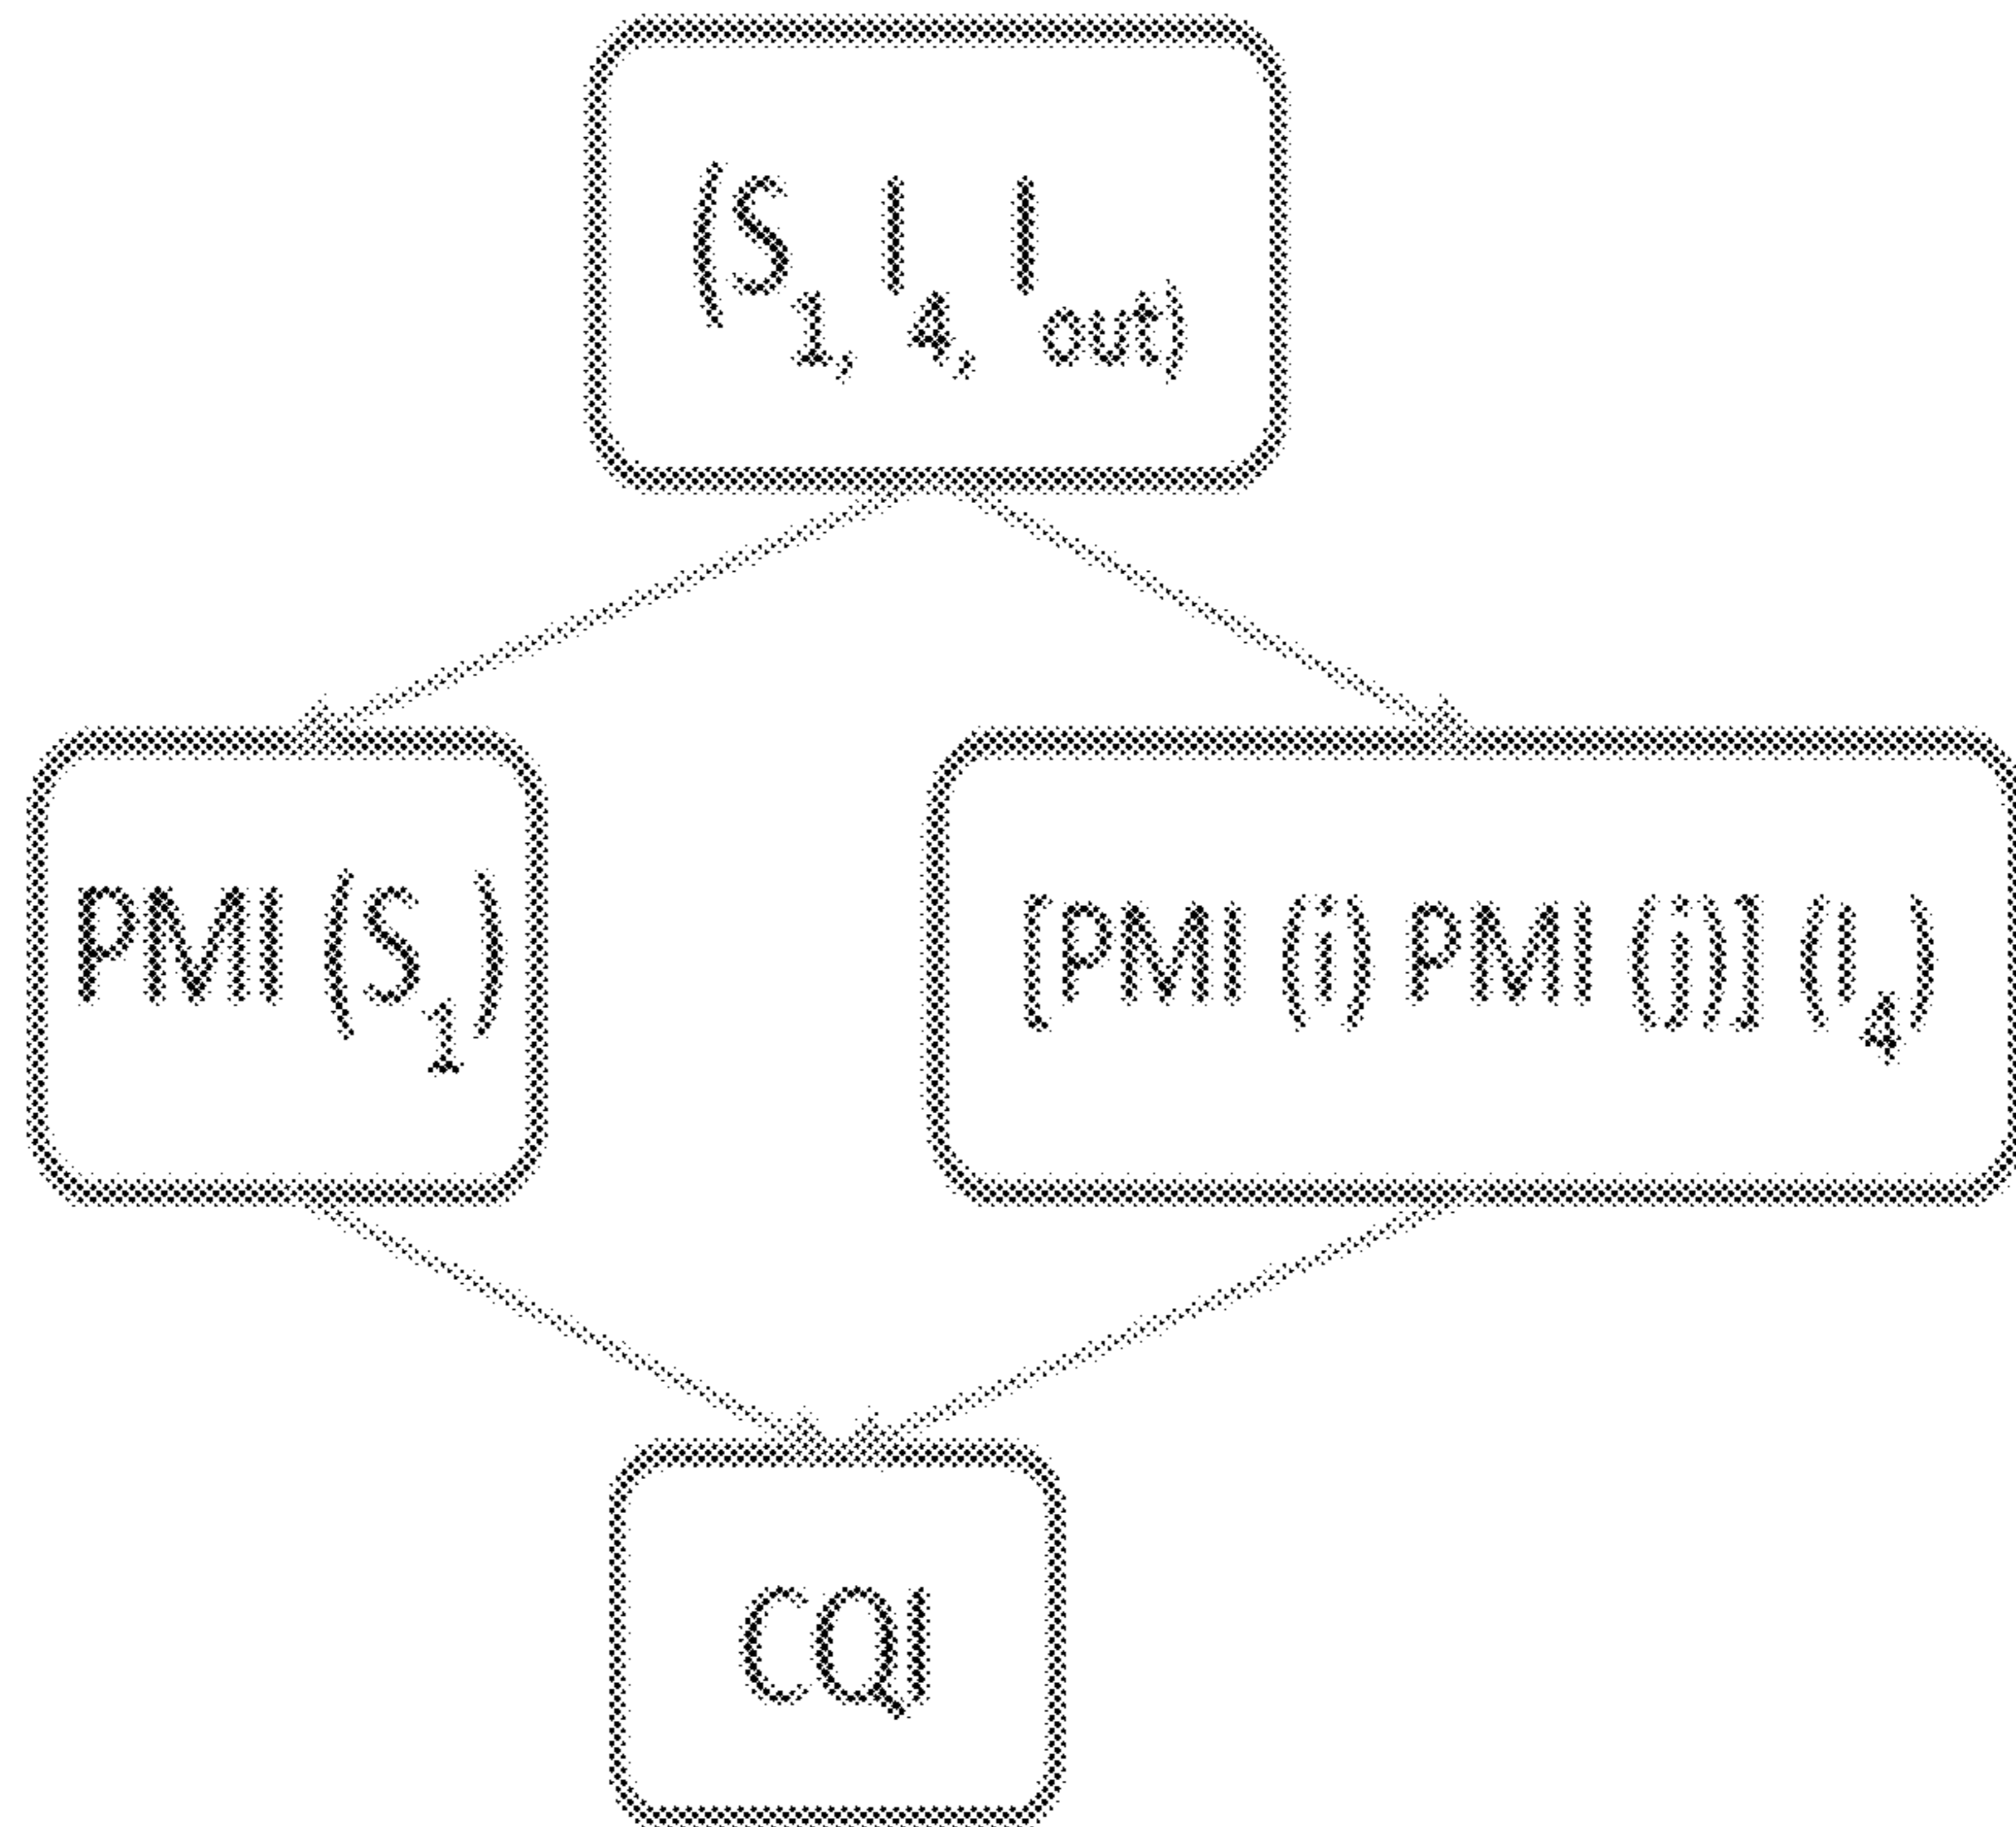 (S1, I4, Iout)
PMI (S1)
[PMI (i) PMI (j)] (I4)
CQI